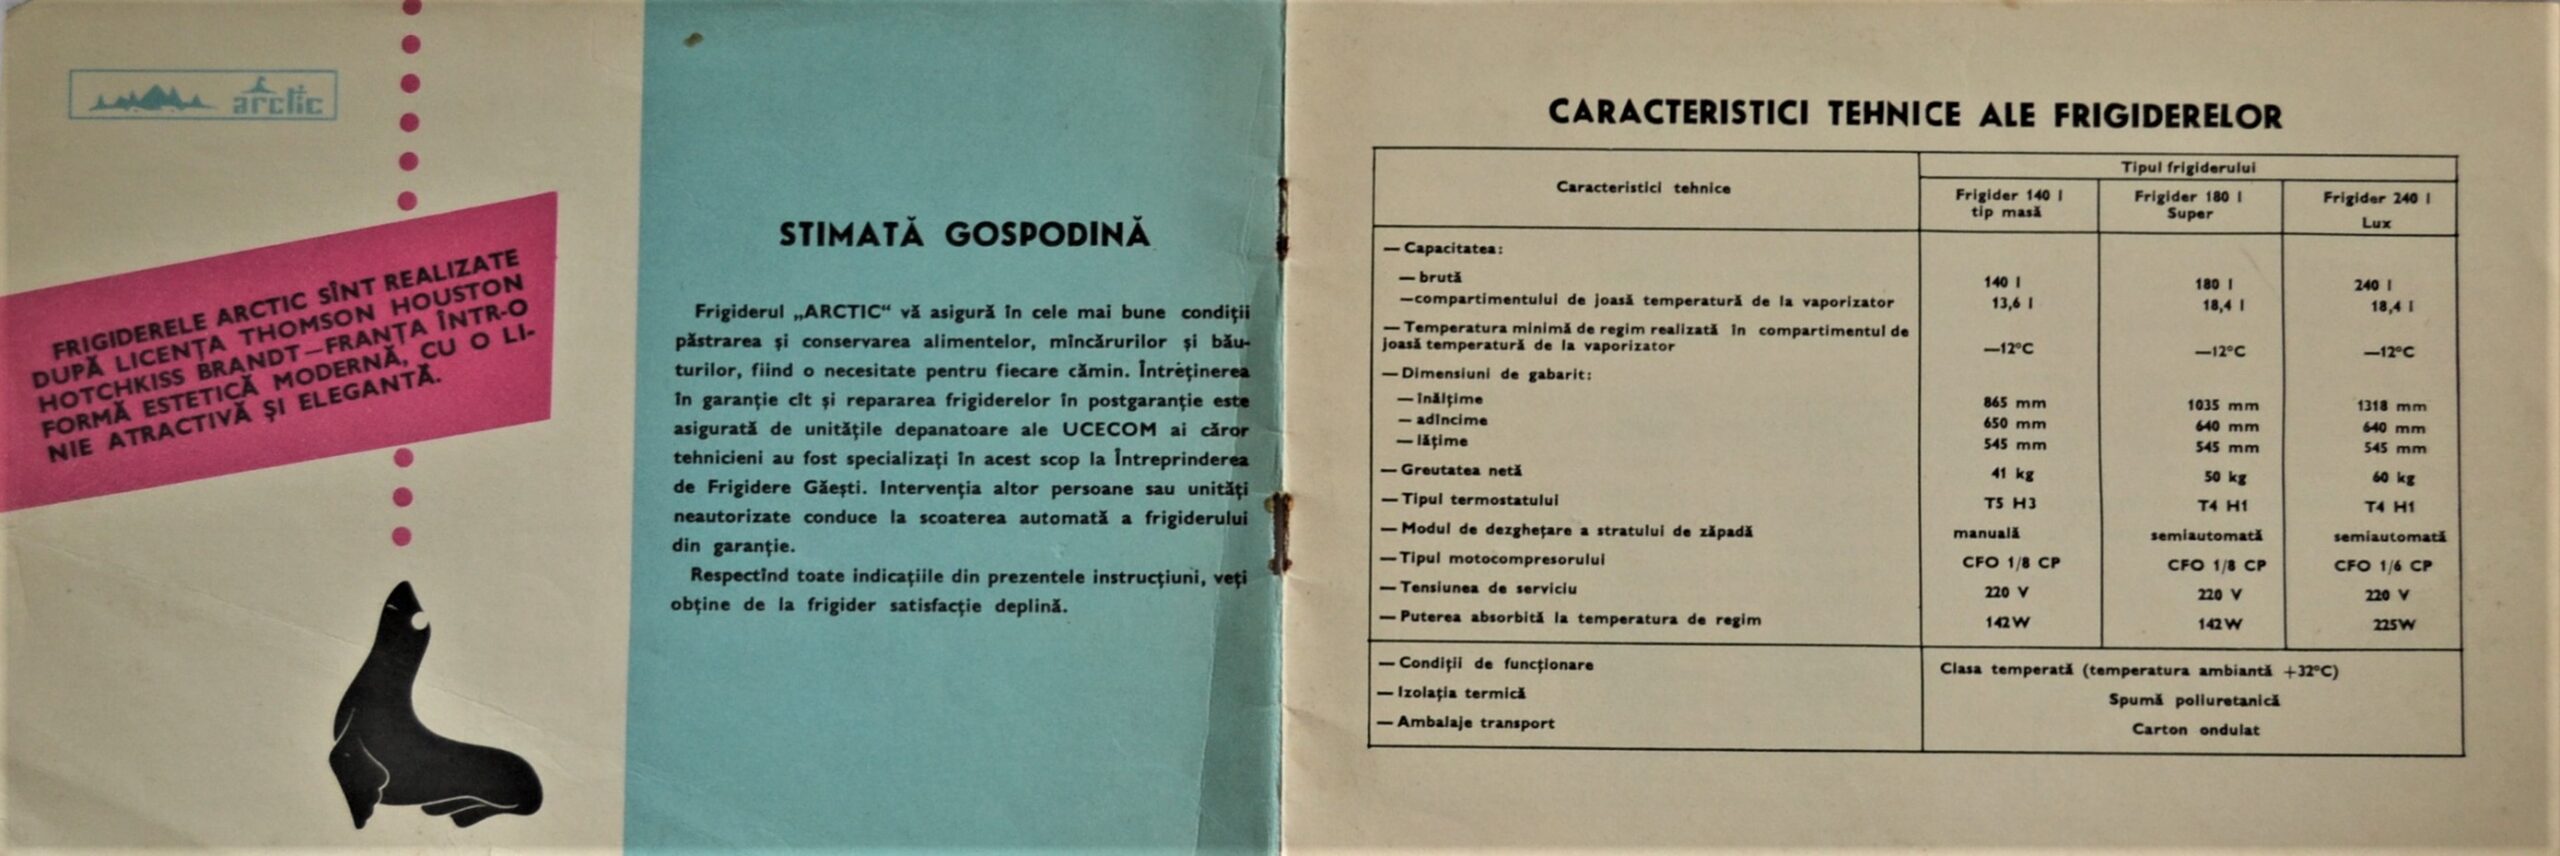 arctic
FRIGIDERELE ARCTIC SÎNT REALIZATE
DUPĂ LICENȚA THOMSON HOUSTON
HOTCHKISS BRANDT—FRANȚA ÎNTR-O
FORMĂ ESTETICĂ MODERNĂ, CU O LI-
NIE ATRACTIVĂ ȘI ELEGANTĂ.
STIMATĂ GOSPODINĂ
Frigiderul „ARCTIC“ vă asigură în cele mai bune condiții
păstrarea și conservarea alimentelor, mîncărurilor și bău-
turilor, fiind o necesitate pentru fiecare cămin. Întreținerea
în garanție cît și repararea frigiderelor în postgaranție este
asigurată de unitățile depanatoare ale UCECOM ai căror
tehnicieni au fost specializați în acest scop la Întreprinderea
de Frigidere Găești. Intervenția altor persoane sau unități
neautorizate conduce la scoaterea automată a frigiderului
din garanție.
Respectînd toate indicațiile din prezentele instrucțiuni, veți
obține de la frigider satisfacție deplină.
CARACTERISTICI TEHNICE ALE FRIGIDERELOR
Caracteristici tehnice
Tipul frigiderului
Frigider 140 l
tip masă
Frigider 180 l
Super
Frigider 240 l
Lux
— Capacitatea:
— brută 140 l 180 l 240 l
—compartimentului de joasă temperatură de la vaporizator 13,6 l 18,4 l 18,4 l
— Temperatura minimă de regim realizată în compartimentul de
joasă temperatură de la vaporizator —12°C —12°C —12°C
— Dimensiuni de gabarit:
— înălțime 865 mm 1035 mm 1318 mm
— adîncime 650 mm 640 mm 640 mm
— lățime 545 mm 545 mm 545 mm
— Greutatea netă 41 kg 50 kg 60 kg
— Tipul termostatului T5 H3 T4 H1 T4 H1
— Modul de dezghețare a stratului de zăpadă manuală semiautomată semiautomată
— Tipul motocompresorului CFO 1/8 CP CFO 1/8 CP CFO 1/6 CP
— Tensiunea de serviciu 220 V 220 V 220 V
— Puterea absorbită la temperatura de regim 142W 142W 225W
— Condiții de funcționare Clasa temperată (temperatura ambiantă +32°C)
— Izolația termică Spumă poliuretanică
— Ambalaje transport Carton ondulat